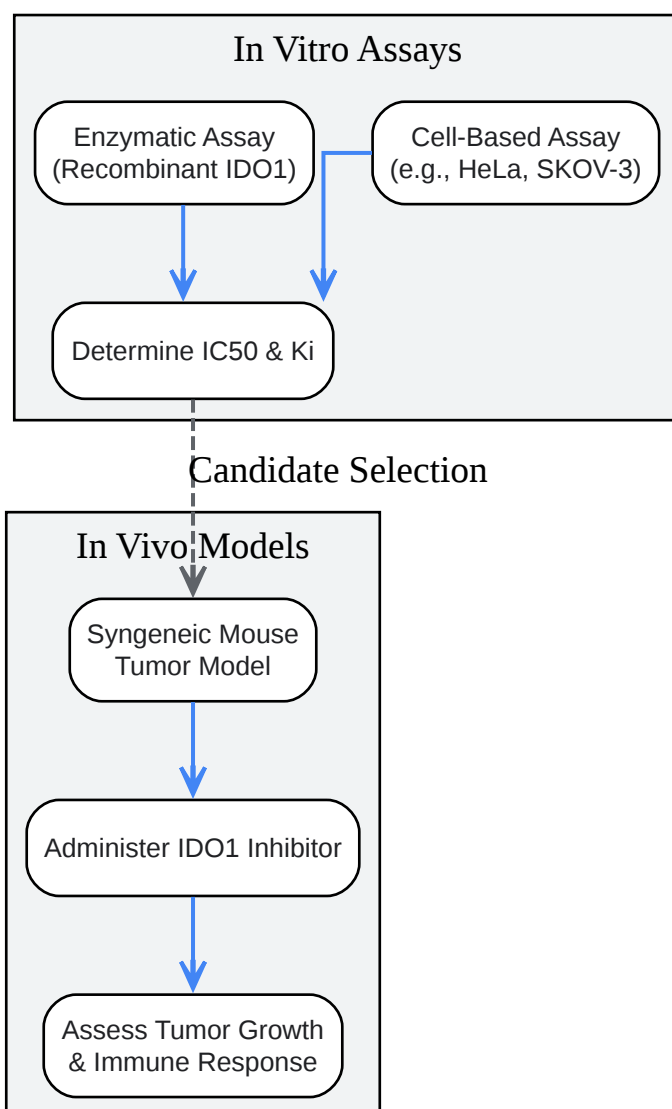 In Vitro Assays
Enzymatic Assay
(Recombinant IDO1)
Cell-Based Assay
(e.g., HeLa, SKOV-3)
Determine IC50 & Ki
Candidate Selection
In Vivo Models
Syngeneic Mouse
Tumor Model
Administer IDO1 Inhibitor
Assess Tumor Growth
& Immune Response